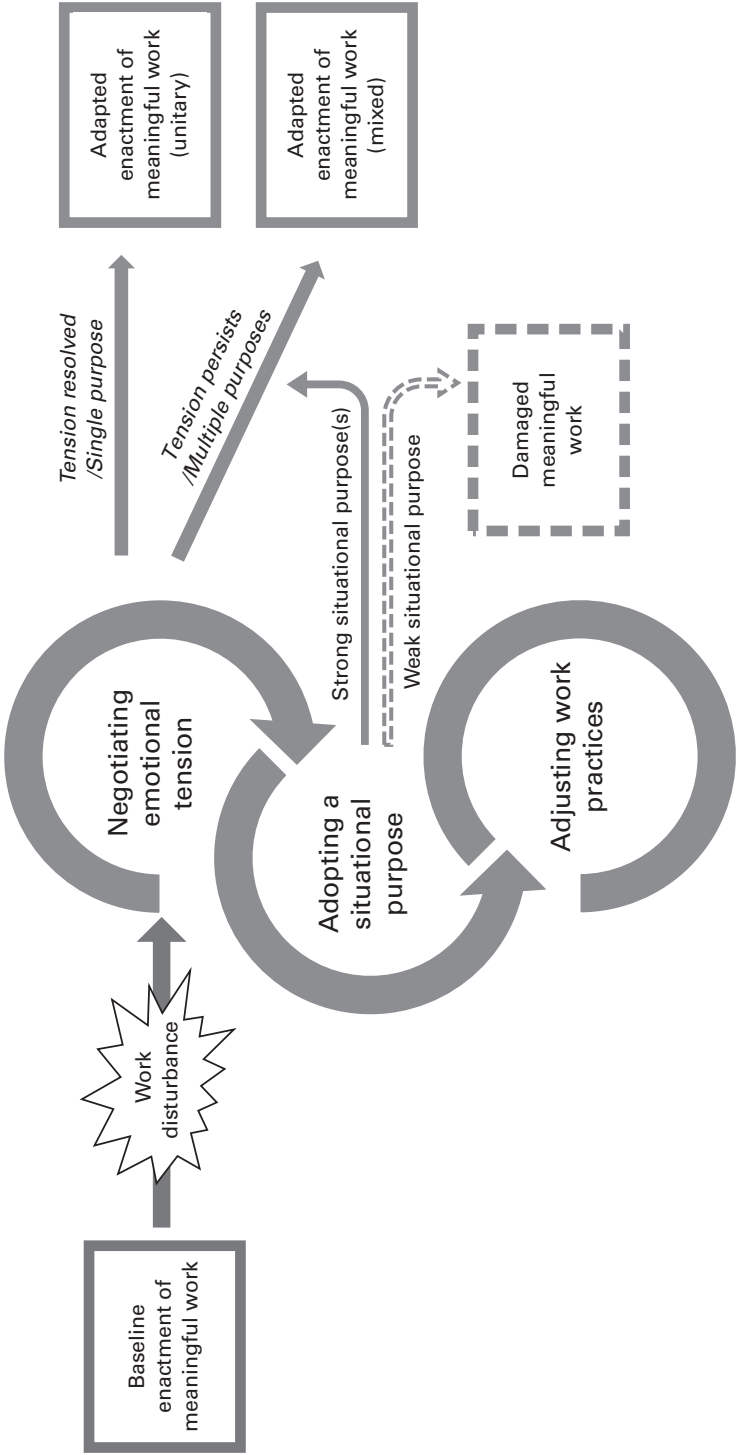 Baseline
enactment of
meaningful work
Work
disturbance
Negotiating
emotional
tension
Adopting a
situational
purpose
Adjusting work
practices
Tension resolved
/Single purpose
Tension persists
/Multiple purposes
Strong situational purpose(s)
Weak situational purpose
Adapted
enactment of
meaningful work
(unitary)
Adapted
enactment of
meaningful work
(mixed)
Damaged
meaningful
work